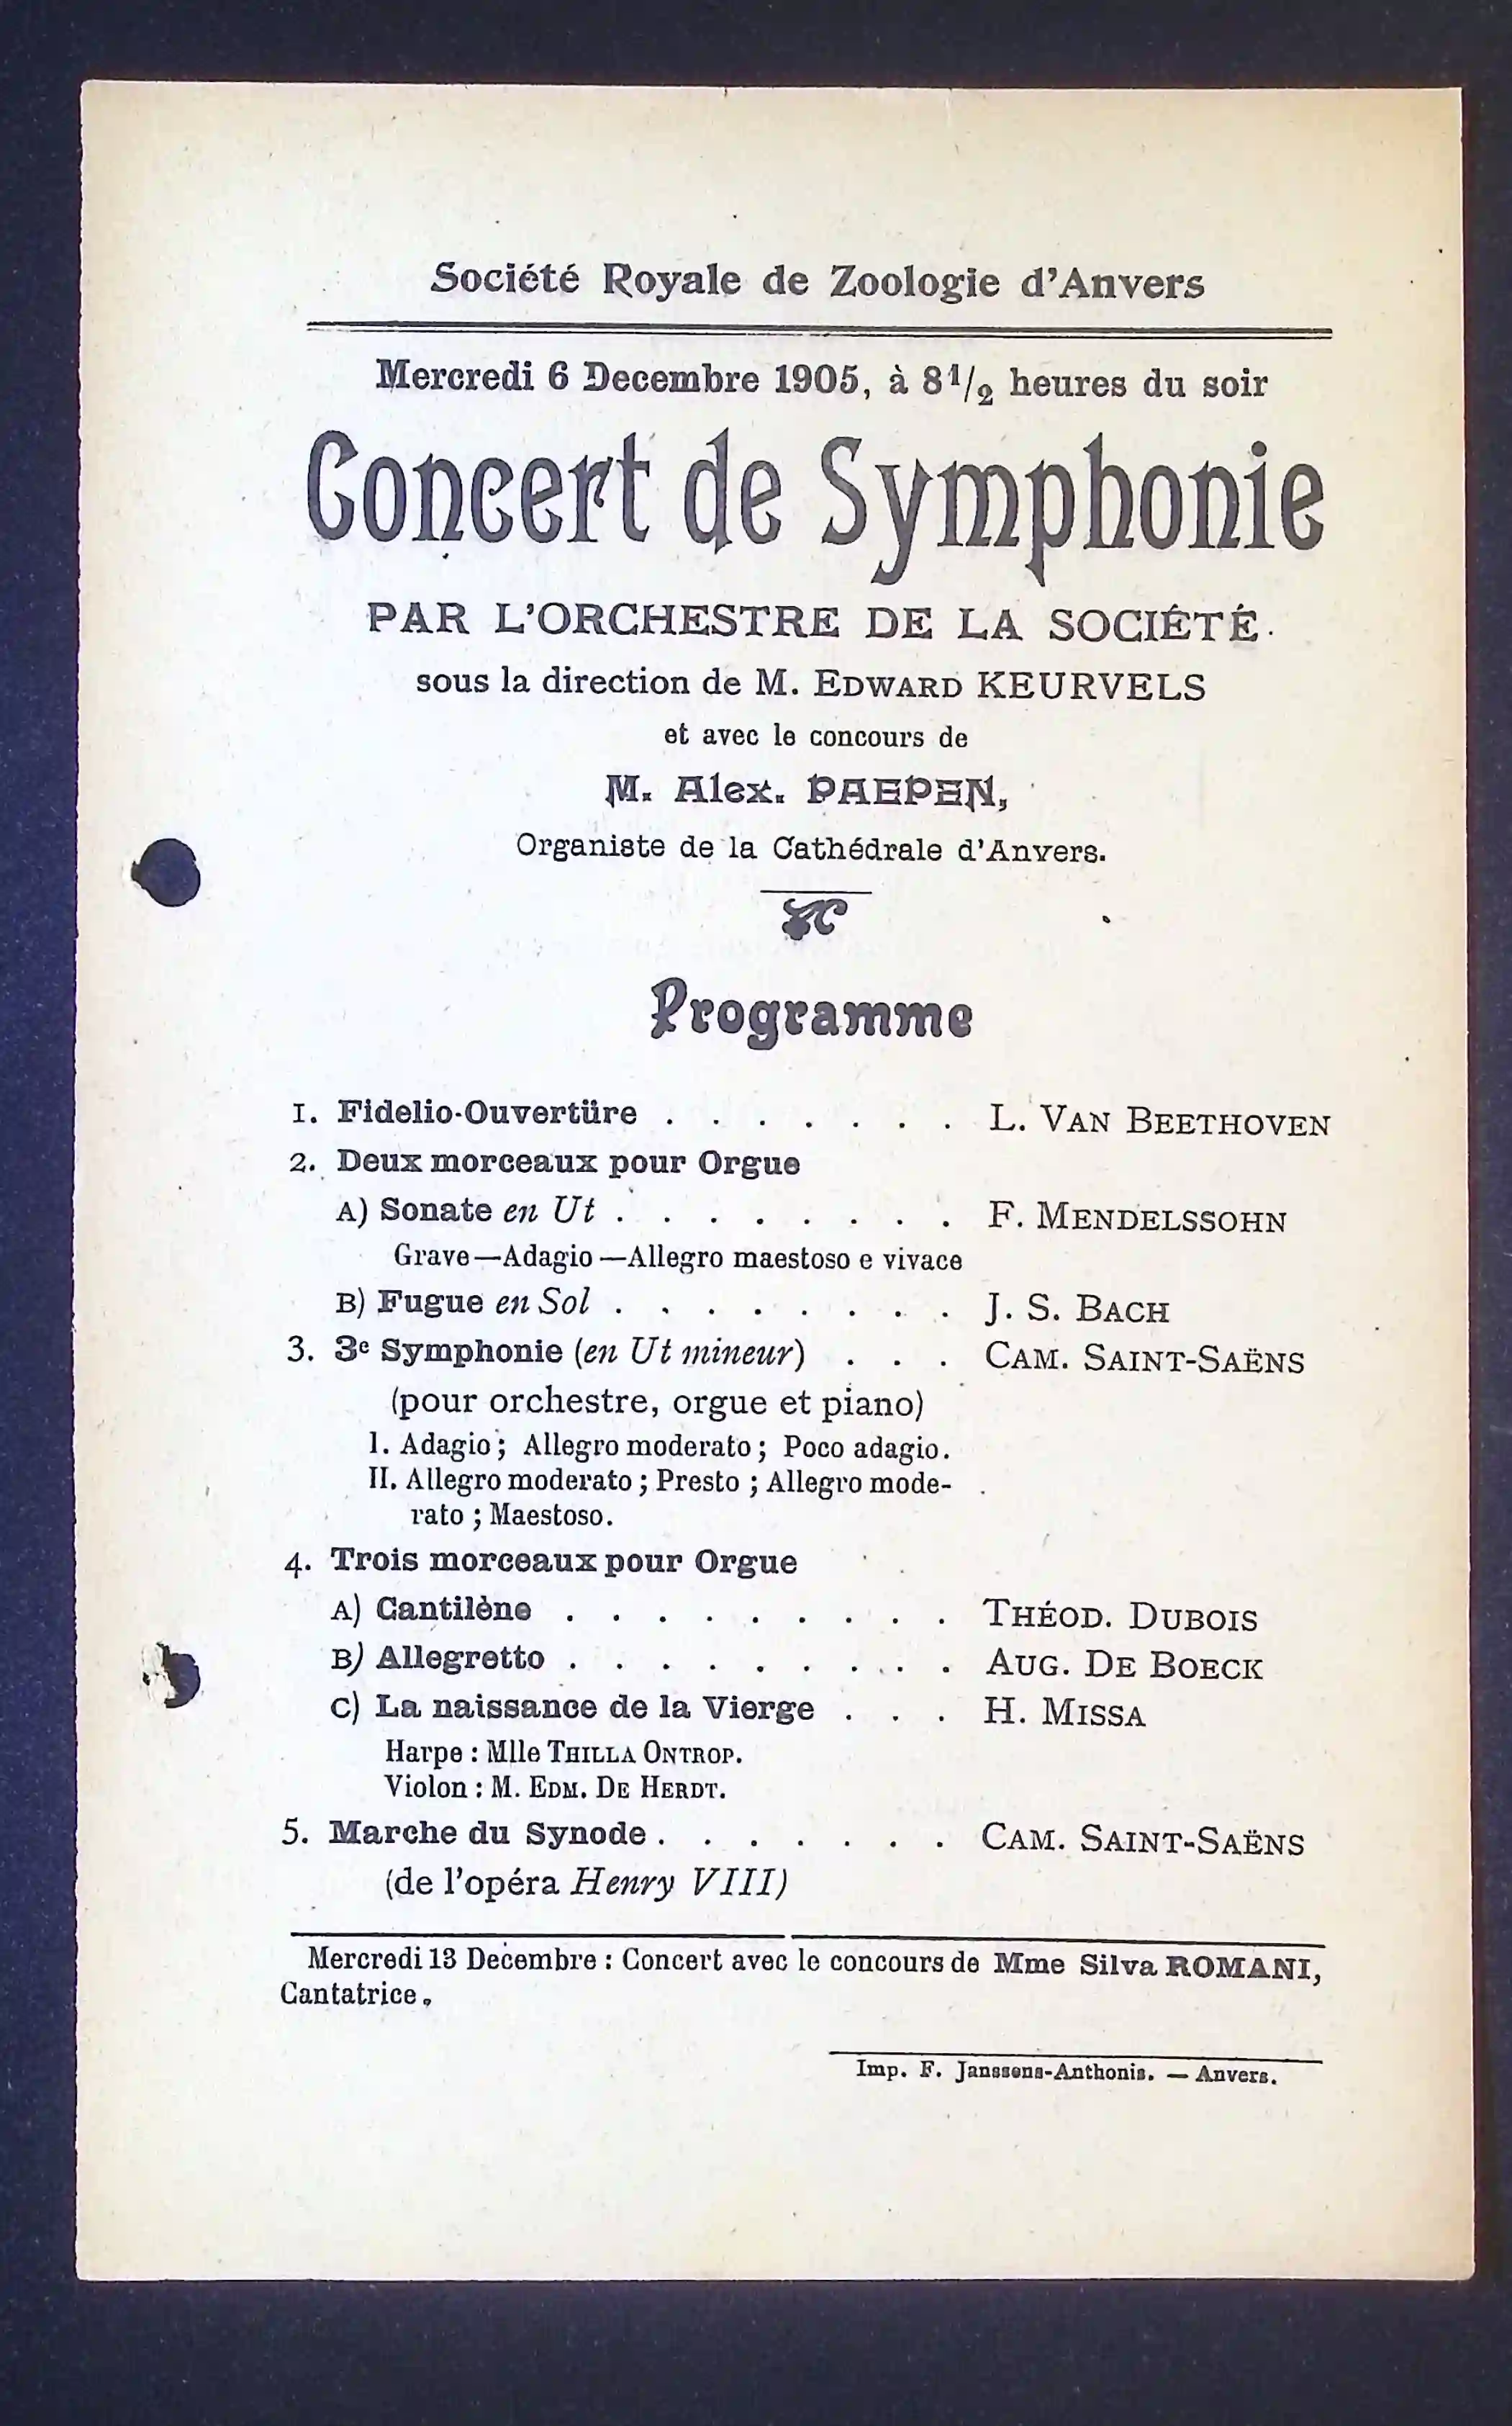 Société Royale de Zoologie d'Anvers
Mercredi 6 Decembre 1905, à 8 1/2 heures du soir
Concert de Symphonie
PAR L'ORCHESTRE DE LA SOCIÉTÉ.
sous la direction de M. EDWARD KEURVELS
et avec le concours de
M. Alex. PAEPEN,
Organiste de la Cathédrale d'Anvers.
Programme
1. Fidelio-Ouvertüre . . . . . . . L. VAN BEETHOVEN
2. Deux morceaux pour Orgue
A) Sonate en Ut . . . . . . . . F. MENDELSSOHN
Grave—Adagio—Allegro maestoso e vivace
B) Fugue en Sol . . . . . . . . J. S. BACH
3. 3e Symphonie (en Ut mineur) . . . CAM. SAINT-SAËNS
(pour orchestre, orgue et piano)
I. Adagio; Allegro moderato; Poco adagio.
II. Allegro moderato; Presto; Allegro mode-
rato; Maestoso.
4. Trois morceaux pour Orgue
A) Cantilène . . . . . . . . . THÉOD. DUBOIS
B) Allegretto . . . . . . . . . AUG. DE BOECK
C) La naissance de la Vierge . . . H. MISSA
Harpe : Mlle THILLA ONTROP.
Violon : M. EDM. DE HERDT.
5. Marche du Synode . . . . . . . CAM. SAINT-SAËNS
(de l'opéra Henry VIII)
Mercredi 13 Decembre : Concert avec le concours de Mme Silva ROMANI,
Cantatrice.
Imp. F. Janssens-Anthonis. — Anvers.